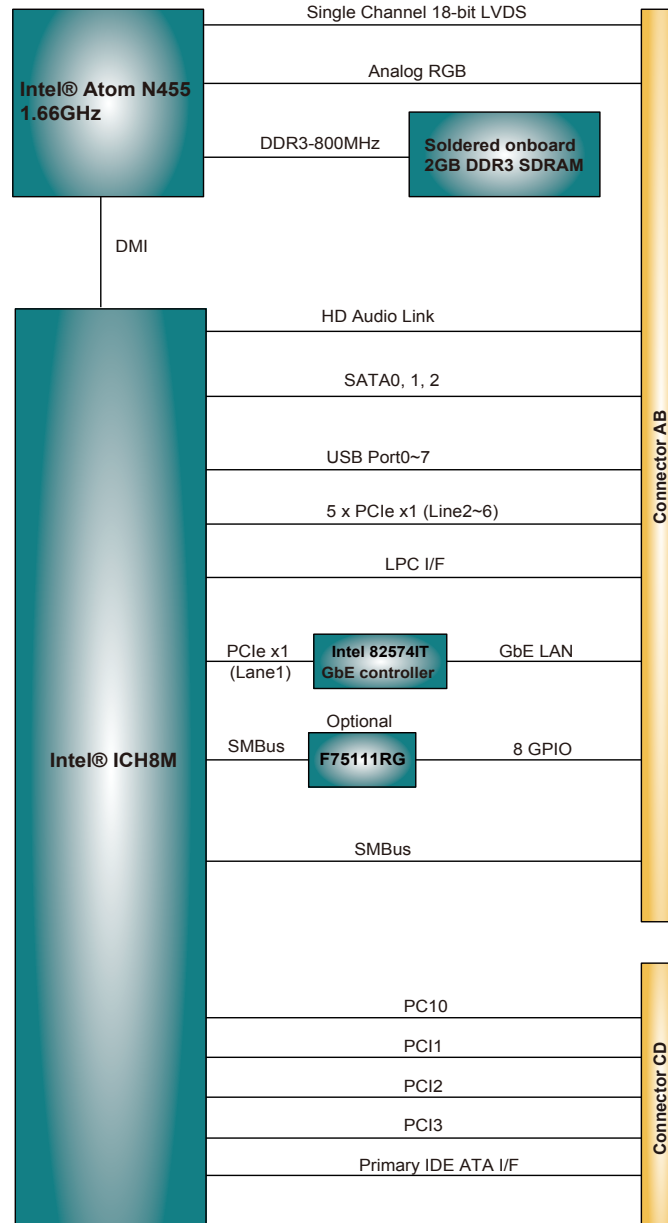 Single Channel 18-bit LVDS
Intel® Atom N455
1.66GHz
Analog RGB
DDR3-800MHz
Soldered onboard
2GB DDR3 SDRAM
DMI
HD Audio Link
SATA0, 1, 2
Connector AB
USB Port0~7
5 x PCIe x1 (Line2~6)
LPC I/F
PCIe x1
(Lane1)
Intel 82574IT
GbE controller
GbE LAN
Optional
Intel® ICH8M
SMBus
F75111RG
8 GPIO
SMBus
PC10
PCI1
PCI2
Connector CD
PCI3
Primary IDE ATA I/F